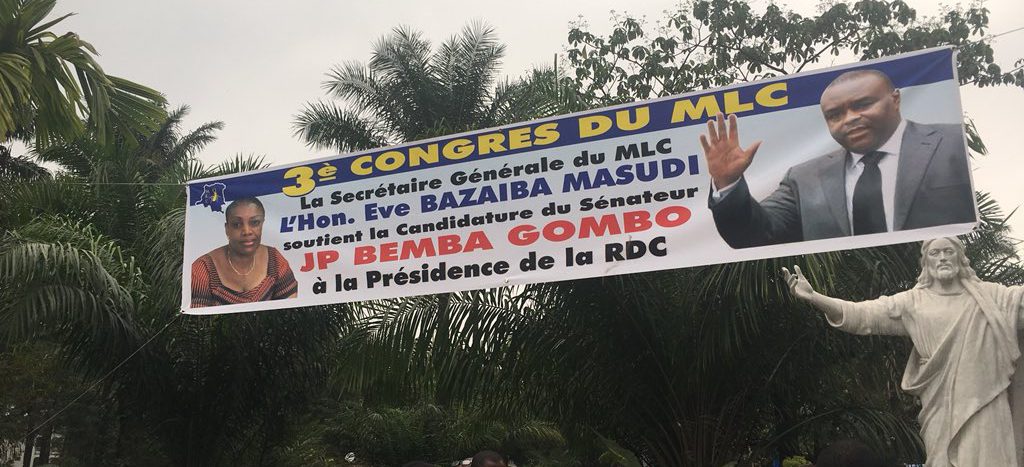 3è CONGRES DU MLC
La Secrétaire Générale du MLC
L'Hon. Eve BAZAIBA MASUDI
soutient la Candidature du Sénateur
JP BEMBA GOMBO
à la Présidence de la RDC